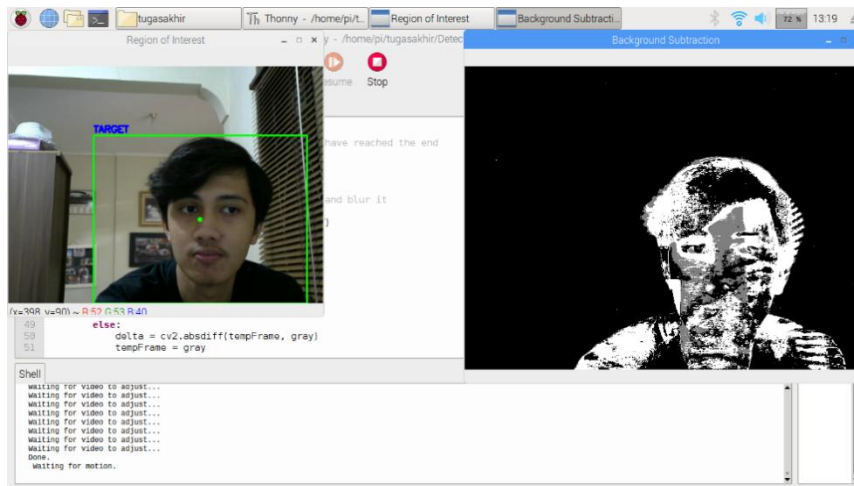 tugasakhir
Thonny - /home/pi/t..
Region of Interest
Background Subtracti..
72 %
13:19
Region of Interest
y - /home/pi/tugasakhir/Detec
Background Subtraction
esume
Stop
TARGET
have reached the end
and blur it
)
(x=398, y=90) ~ R:52 G:53 B:40
49 else:
50 delta = cv2.absdiff(tempFrame, gray)
51 tempFrame = gray
Shell
Waiting for video to adjust...
Waiting for video to adjust...
Waiting for video to adjust...
Waiting for video to adjust...
Waiting for video to adjust...
Waiting for video to adjust...
Waiting for video to adjust...
Waiting for video to adjust...
Done.
Waiting for motion.